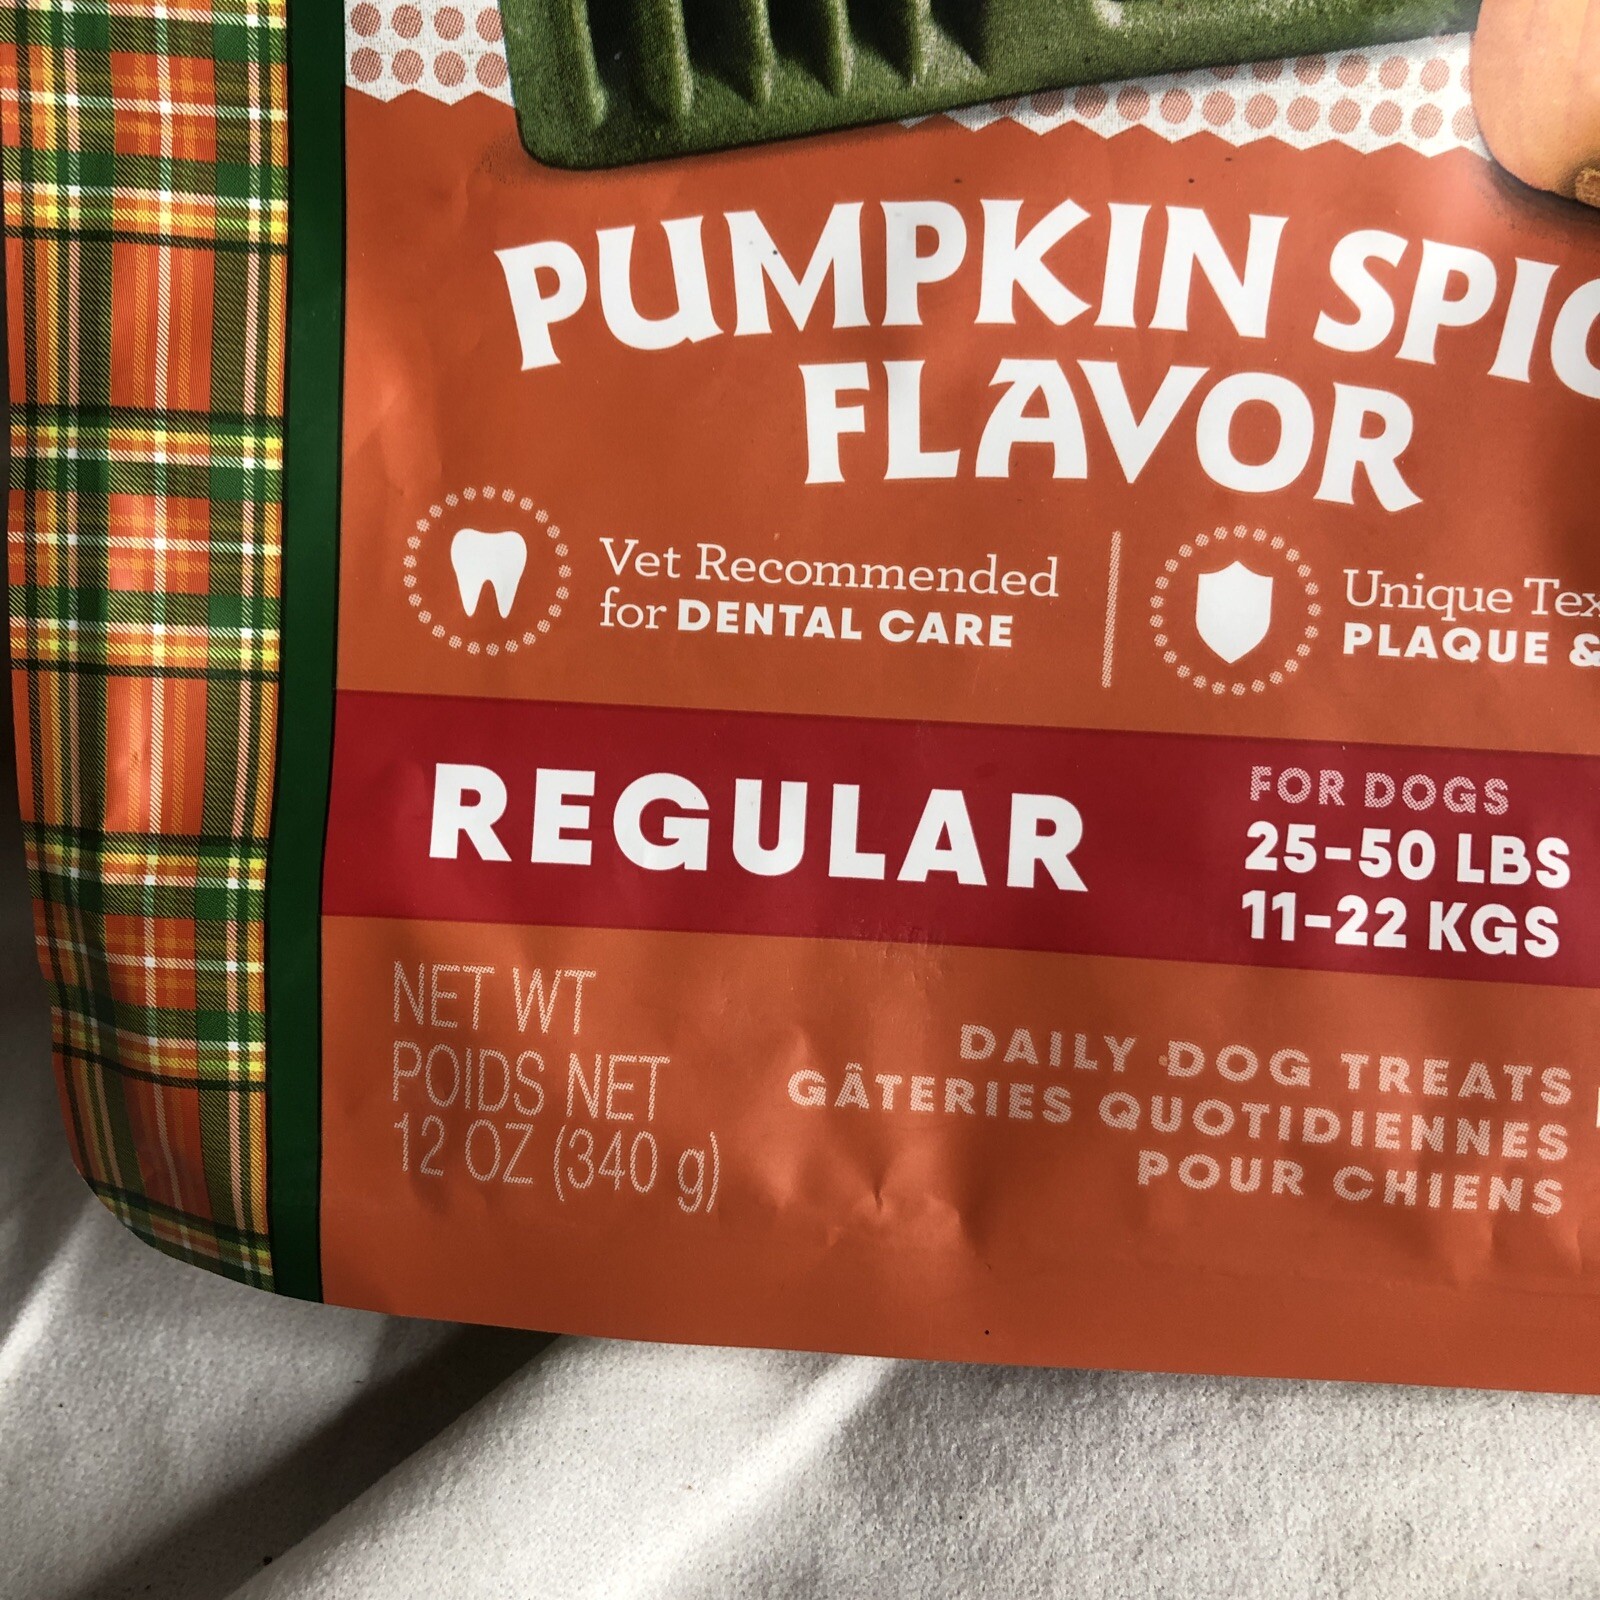 PUMPKIN SPIC
FLAVOR
Vet Recommended
for DENTAL CARE
Unique Tex
PLAQUE &
REGULAR
FOR DOGS
25-50 LBS
11-22 KGS
NET WT
POIDS NET
12 OZ (340 g)
DAILY DOG TREATS
GÂTERIES QUOTIDIENNES
POUR CHIENS